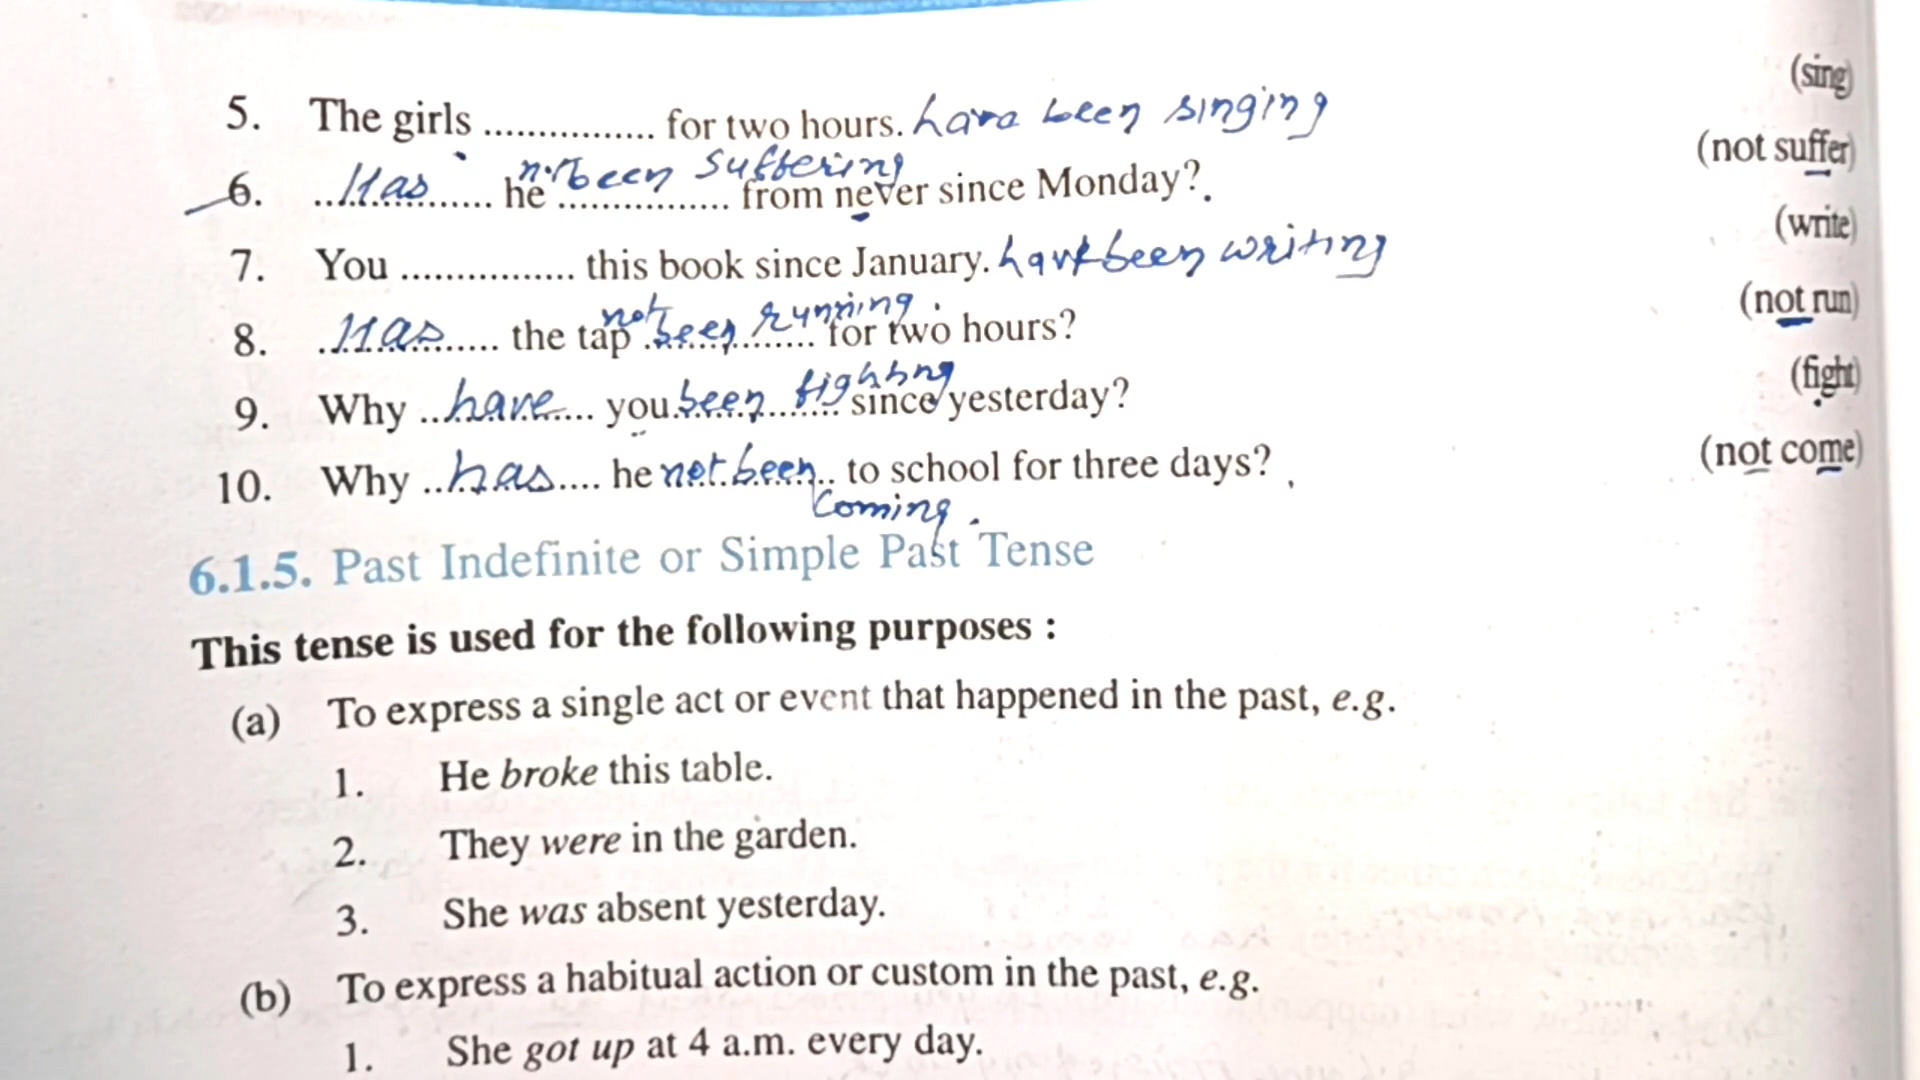 (sing)
5. The girls ................ for two hours. have been singing
(not suffer)
not been suffering
6. ...Has...... he ................ from never since Monday?
(write)
7. You ................ this book since January. have been writing
(not run)
not been running
8. ...Has...... the tap ................ for two hours?
(fight)
9. Why ...have.... you been fighting since yesterday?
(not come)
10. Why ...has.... he not been.. to school for three days?
coming.
6.1.5. Past Indefinite or Simple Past Tense
This tense is used for the following purposes :
(a) To express a single act or event that happened in the past, e.g.
1. He broke this table.
2. They were in the garden.
3. She was absent yesterday.
(b) To express a habitual action or custom in the past, e.g.
1. She got up at 4 a.m. every day.